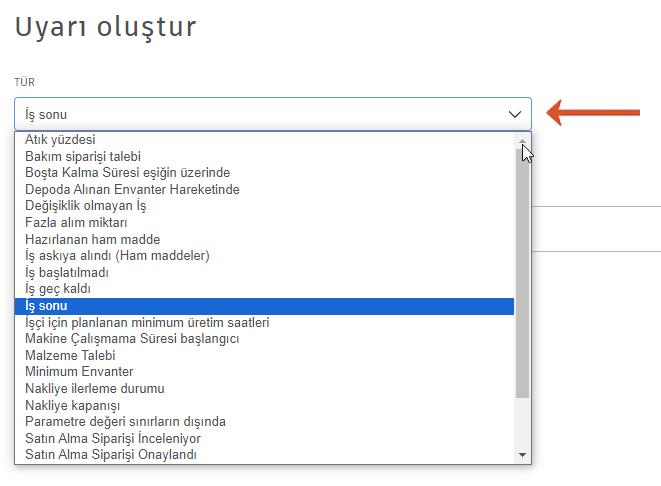 Uyarı oluştur
TÜR
İş sonu
Atık yüzdesi
Bakım siparişi talebi
Boşta Kalma Süresi eşiğin üzerinde
Depoda Alınan Envanter Hareketinde
Değişiklik olmayan İş
Fazla alım miktarı
Hazırlanan ham madde
İş askıya alındı (Ham maddeler)
İş başlatılmadı
İş geç kaldı
İş sonu
İşçi için planlanan minimum üretim saatleri
Makine Çalışmama Süresi başlangıcı
Malzeme Talebi
Minimum Envanter
Nakliye ilerleme durumu
Nakliye kapanışı
Parametre değeri sınırların dışında
Satın Alma Siparişi İnceleniyor
Satın Alma Siparişi Onaylandı